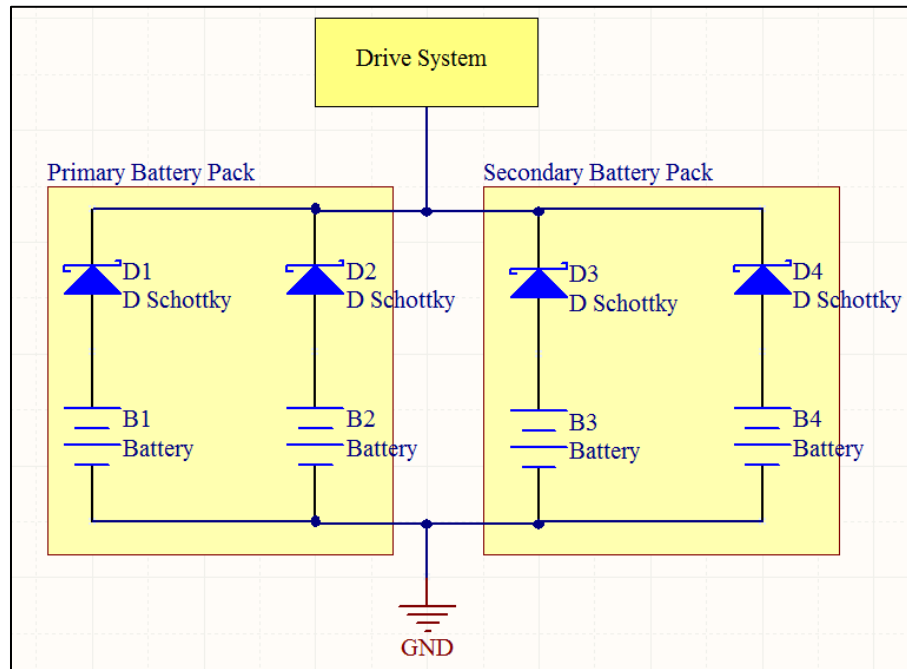 Drive System
Primary Battery Pack
Secondary Battery Pack
D1
D Schottky
D2
D Schottky
D3
D Schottky
D4
D Schottky
B1
Battery
B2
Battery
B3
Battery
B4
Battery
GND